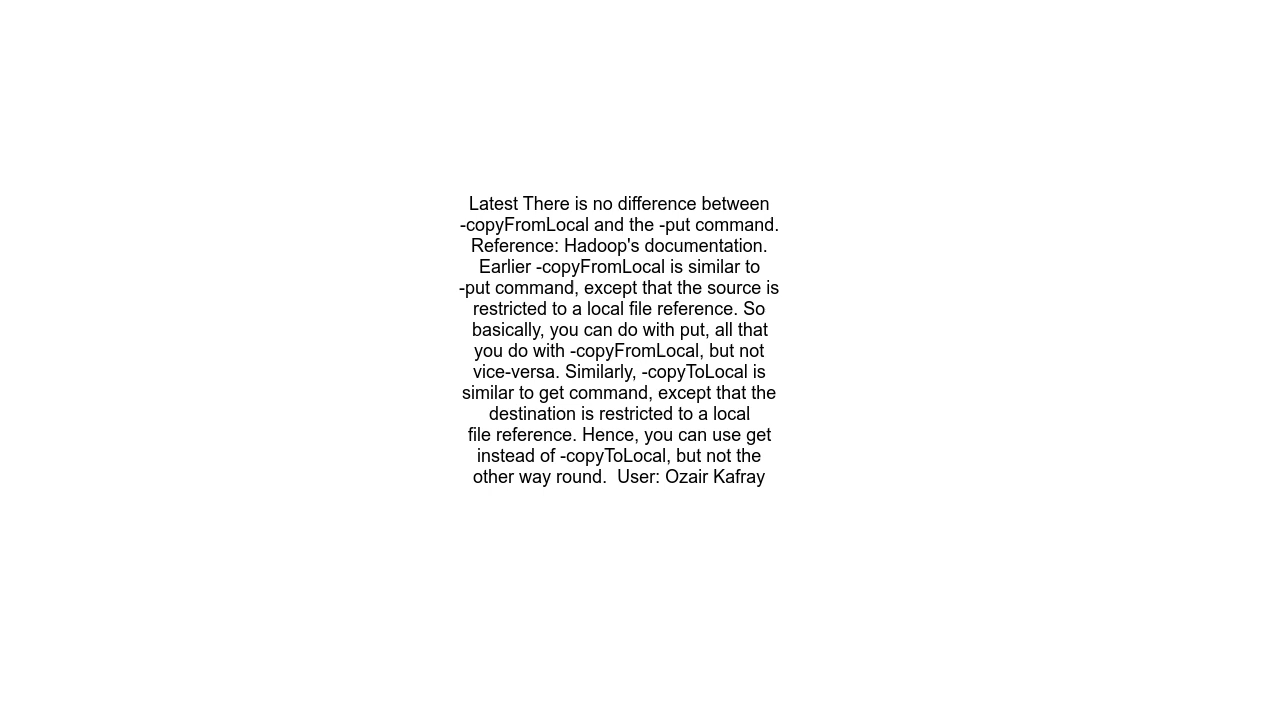 Latest There is no difference between
-copyFromLocal and the -put command.
Reference: Hadoop's documentation.
Earlier -copyFromLocal is similar to
-put command, except that the source is
restricted to a local file reference. So
basically, you can do with put, all that
you do with -copyFromLocal, but not
vice-versa. Similarly, -copyToLocal is
similar to get command, except that the
destination is restricted to a local
file reference. Hence, you can use get
instead of -copyToLocal, but not the
other way round.  User: Ozair Kafray